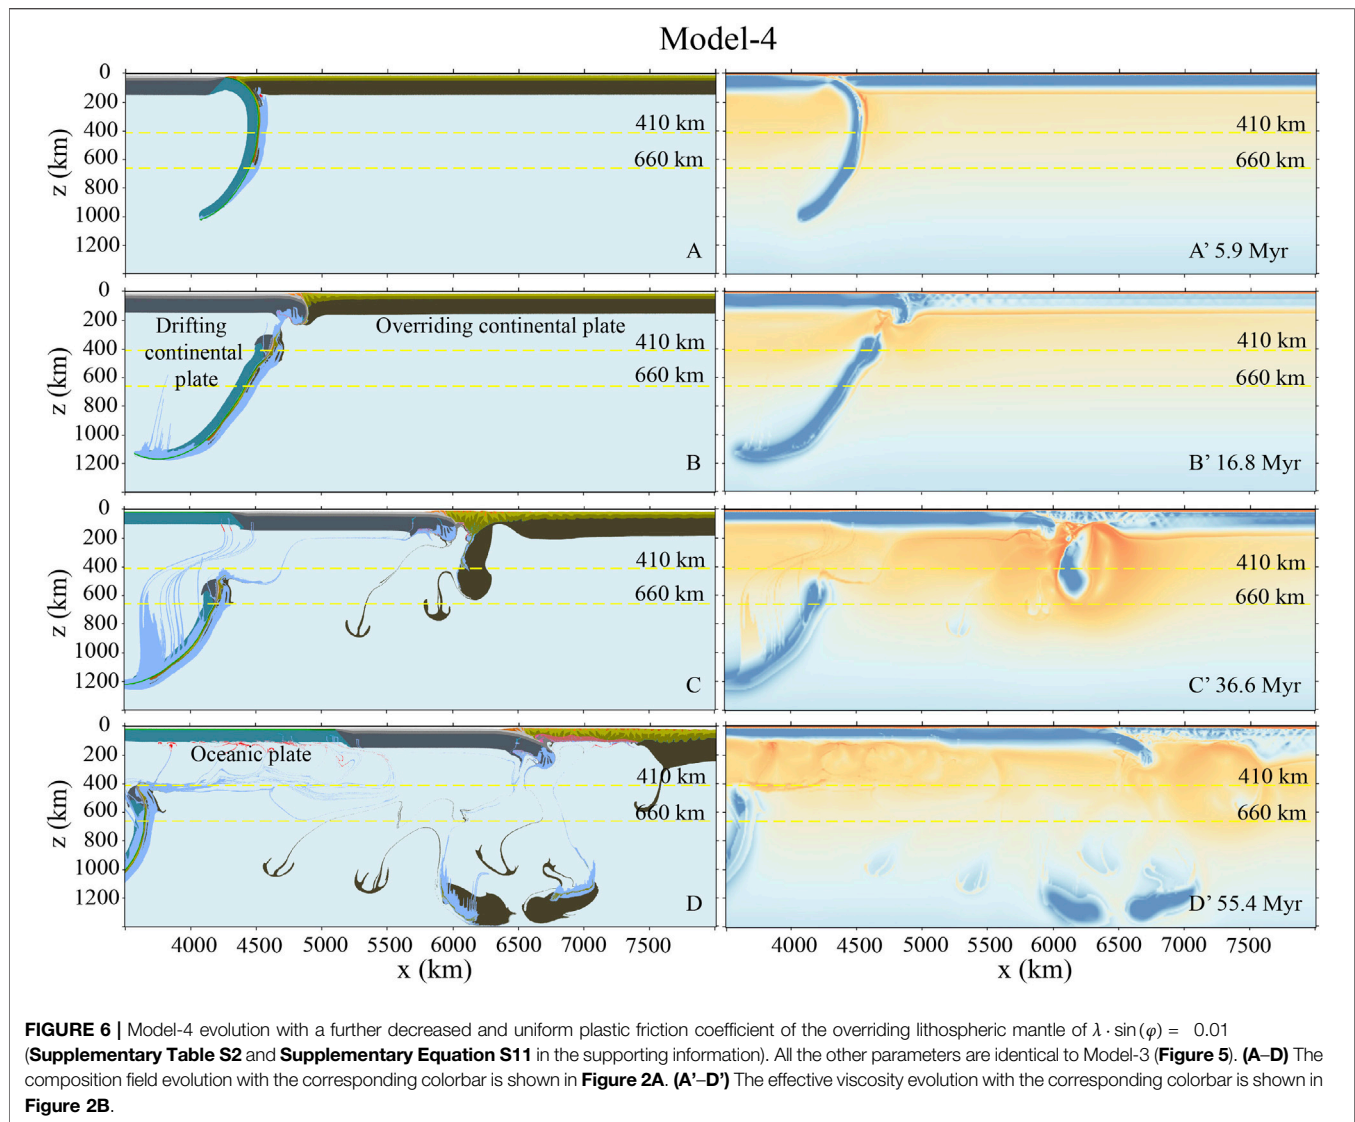 Model-4
0
200
400
600
800
1000
1200
z (km)
410 km
660 km
A
A' 5.9 Myr
0
200
400
600
800
1000
1200
z (km)
Drifting
continental
plate
Overriding continental plate
410 km
660 km
B
410 km
660 km
B' 16.8 Myr
0
200
400
600
800
1000
1200
z (km)
410 km
660 km
C
410 km
660 km
C' 36.6 Myr
0
200
400
600
800
1000
1200
z (km)
Oceanic plate
410 km
660 km
D
410 km
660 km
D' 55.4 Myr
4000 4500 5000 5500 6000 6500 7000 7500
x (km)
4000 4500 5000 5500 6000 6500 7000 7500
x (km)
410 km
660 km
FIGURE 6 | Model-4 evolution with a further decreased and uniform plastic friction coefficient of the overriding lithospheric mantle of λ · sin(φ) = 0.01
(Supplementary Table S2 and Supplementary Equation S11 in the supporting information). All the other parameters are identical to Model-3 (Figure 5). (A–D) The
composition field evolution with the corresponding colorbar is shown in Figure 2A. (A'–D') The effective viscosity evolution with the corresponding colorbar is shown in
Figure 2B.